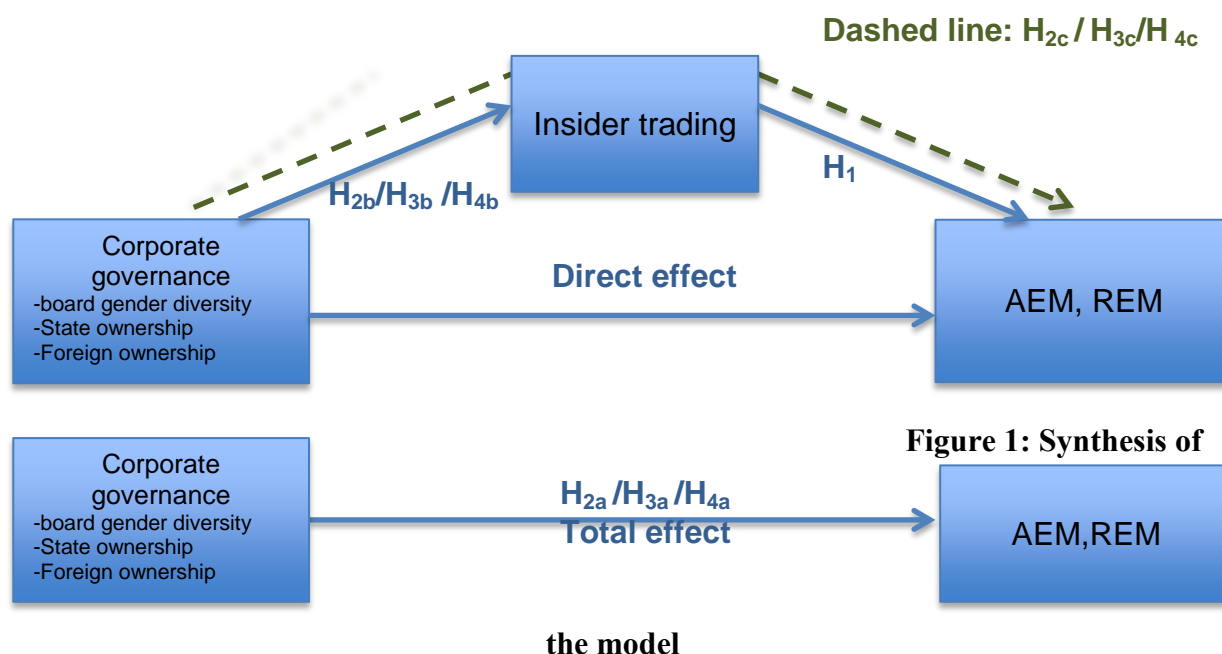 Dashed line: H2c / H3c/H 4c
Insider trading
H2b/H3b /H4b
H1
Corporate
governance
-board gender diversity
-State ownership
-Foreign ownership
Direct effect
AEM, REM
Figure 1: Synthesis of
Corporate
governance
-board gender diversity
-State ownership
-Foreign ownership
H2a /H3a /H4a
Total effect
AEM,REM
the model